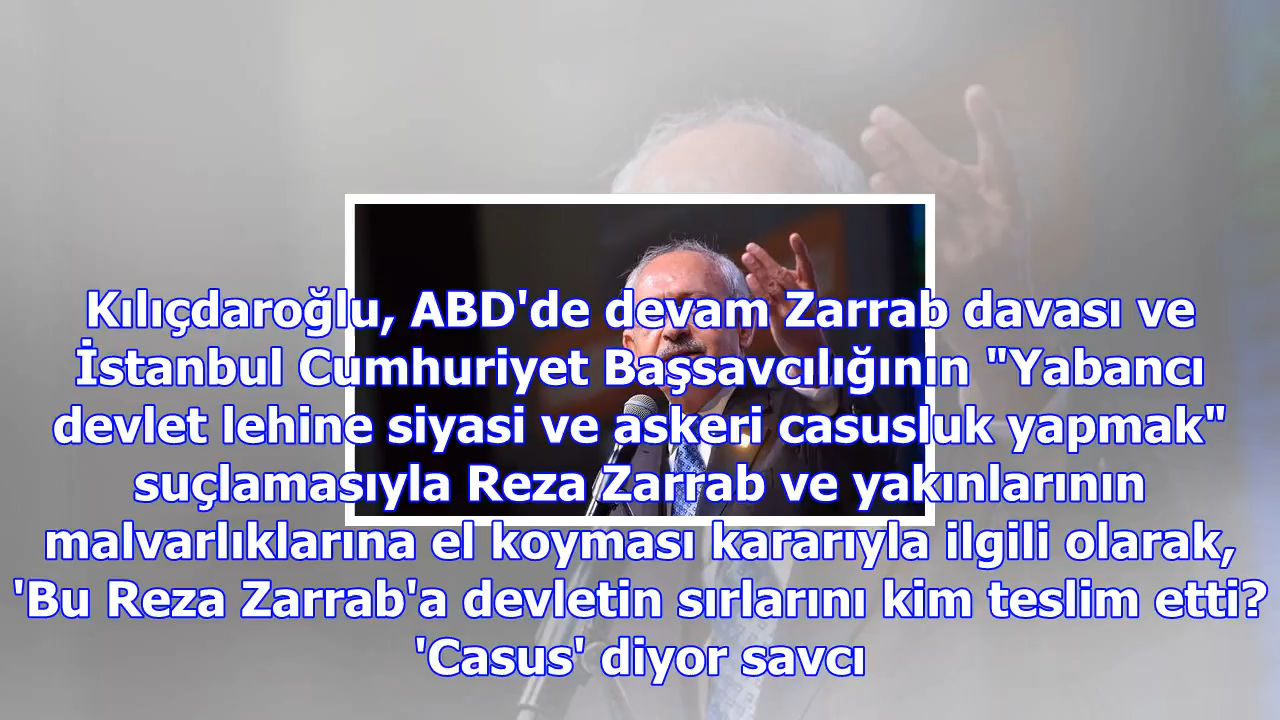 Kılıçdaroğlu, ABD'de devam Zarrab davası ve
İstanbul Cumhuriyet Başsavcılığının "Yabancı
devlet lehine siyasi ve askeri casusluk yapmak"
suçlamasıyla Reza Zarrab ve yakınlarının
malvarlıklarına el koyması kararıyla ilgili olarak,
'Bu Reza Zarrab'a devletin sırlarını kim teslim etti?
'Casus' diyor savcı